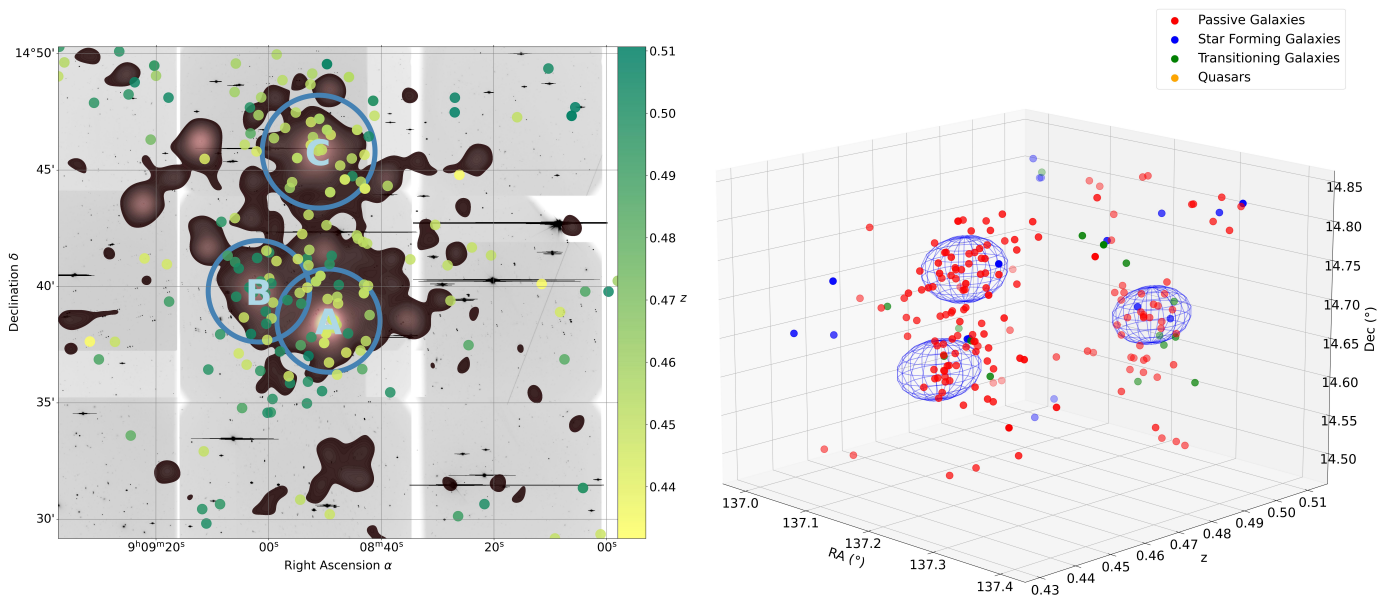 14°50'
45'
40'
35'
30'
Declination δ
9ʰ09ᵐ20ˢ
00ˢ
08ᵐ40ˢ
20ˢ
00ˢ
Right Ascension α
C
B
A
0.51
0.50
0.49
0.48
0.47
0.46
0.45
0.44
z
Passive Galaxies
Star Forming Galaxies
Transitioning Galaxies
Quasars
14.85
14.80
14.75
14.70
14.65
14.60
14.55
14.50
Dec (°)
137.0
137.1
137.2
137.3
137.4
RA (°)
0.43
0.44
0.45
0.46
0.47
0.48
0.49
0.50
0.51
z